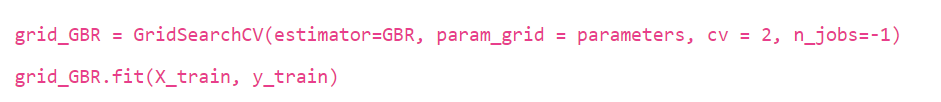 grid_GBR = GridSearchCV(estimator=GBR, param_grid = parameters, cv = 2, n_jobs=-1)
grid_GBR.fit(X_train, y_train)